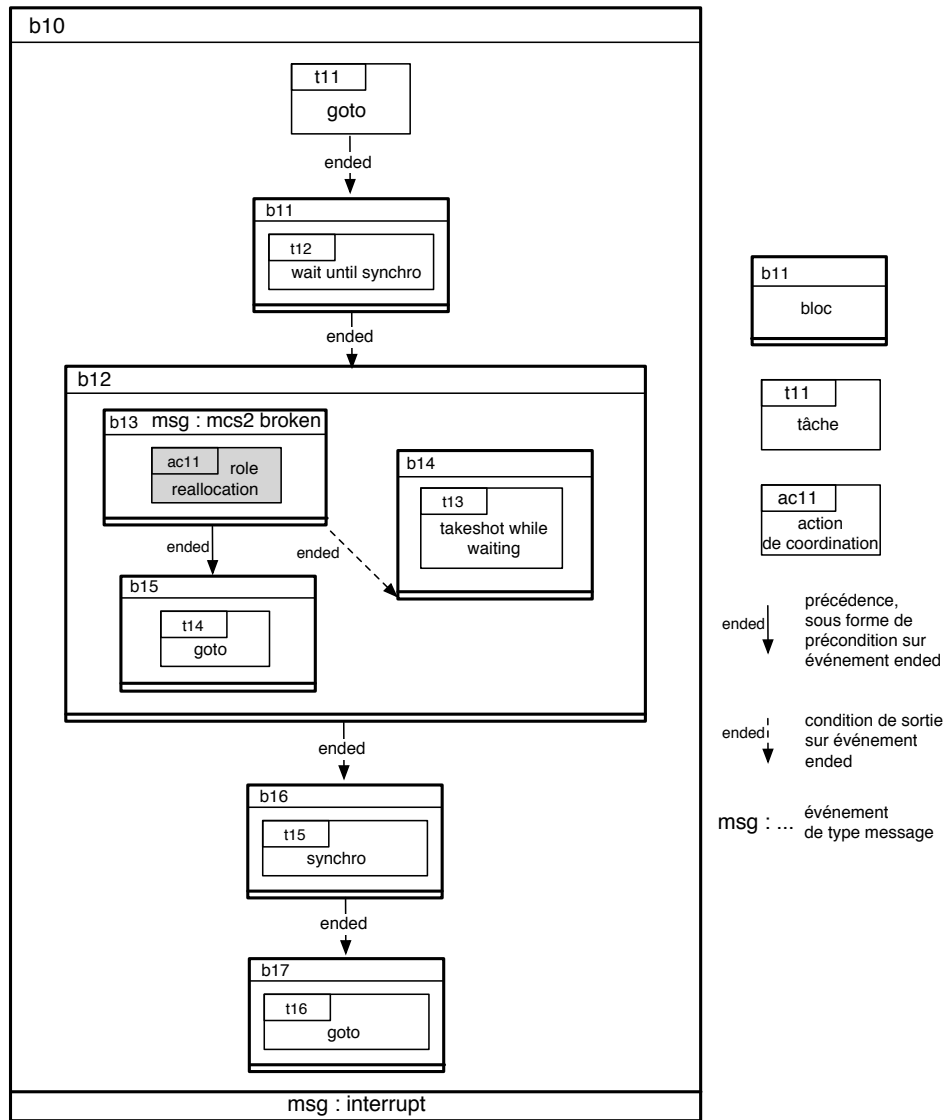 b10
t11
goto
ended
b11
t12
wait until synchro
ended
b12
b13 msg : mcs2 broken
ac11 role
reallocation
b14
t13
takeshot while
waiting
ended
ended
b15
t14
goto
ended
b16
t15
synchro
ended
b17
t16
goto
msg : interrupt
b11
bloc
t11
tâche
ac11
action
de coordination
ended
précédence,
sous forme de
précondition sur
événement ended
ended
condition de sortie
sur événement
ended
msg : ...
événement
de type message